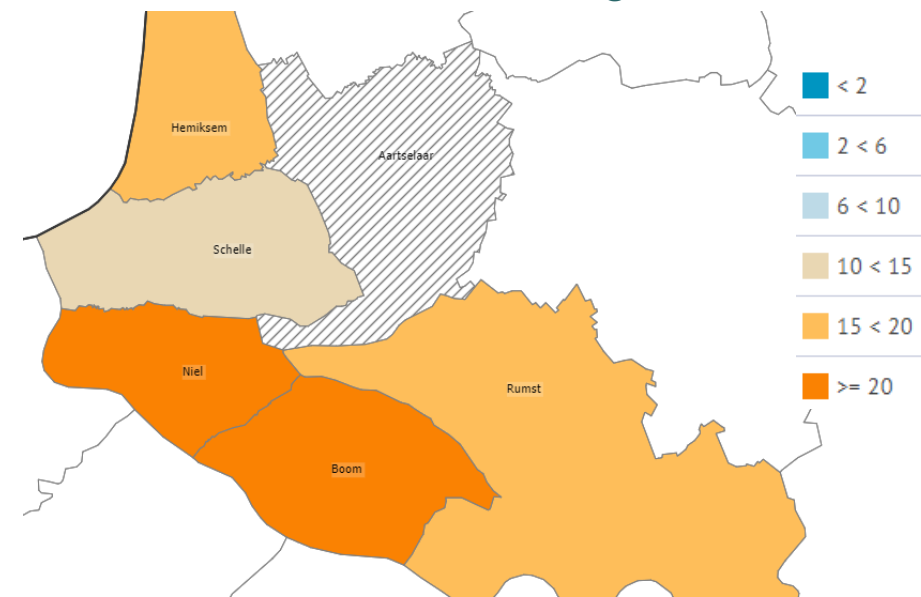 Hemiksem
Aartselaar
Schelle
Niel
Rumst
Boom
< 2
2 < 6
6 < 10
10 < 15
15 < 20
>= 20